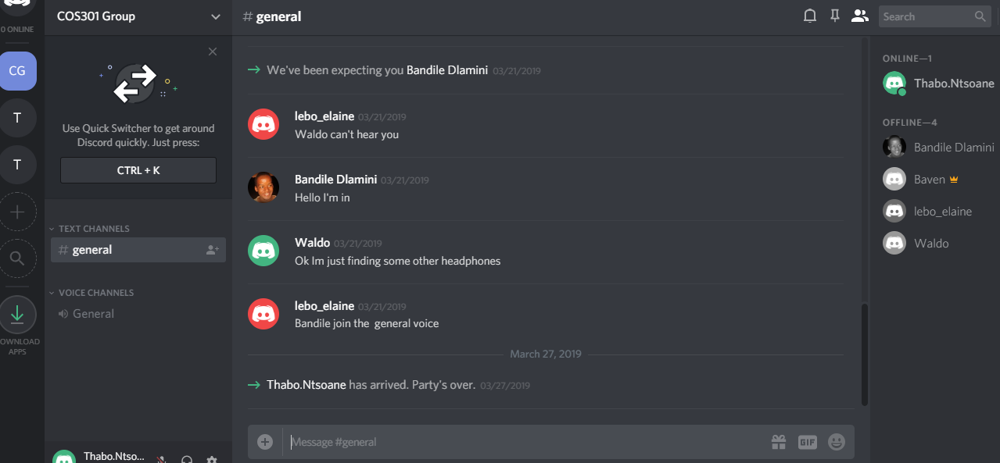 0 ONLINE
CG
T
T
OWNLOAD
APPS
COS301 Group
Use Quick Switcher to get around
Discord quickly. Just press:
CTRL + K
TEXT CHANNELS
# general
VOICE CHANNELS
General
Thabo.Ntso...
# general
Search
We've been expecting you Bandile Dlamini 03/21/2019
lebo_elaine 03/21/2019
Waldo can't hear you
Bandile Dlamini 03/21/2019
Hello I'm in
Waldo 03/21/2019
Ok Im just finding some other headphones
lebo_elaine 03/21/2019
Bandile join the general voice
March 27, 2019
Thabo.Ntsoane has arrived. Party's over. 03/27/2019
Message #general
GIF
ONLINE—1
Thabo.Ntsoane
OFFLINE—4
Bandile Dlamini
Baven
lebo_elaine
Waldo